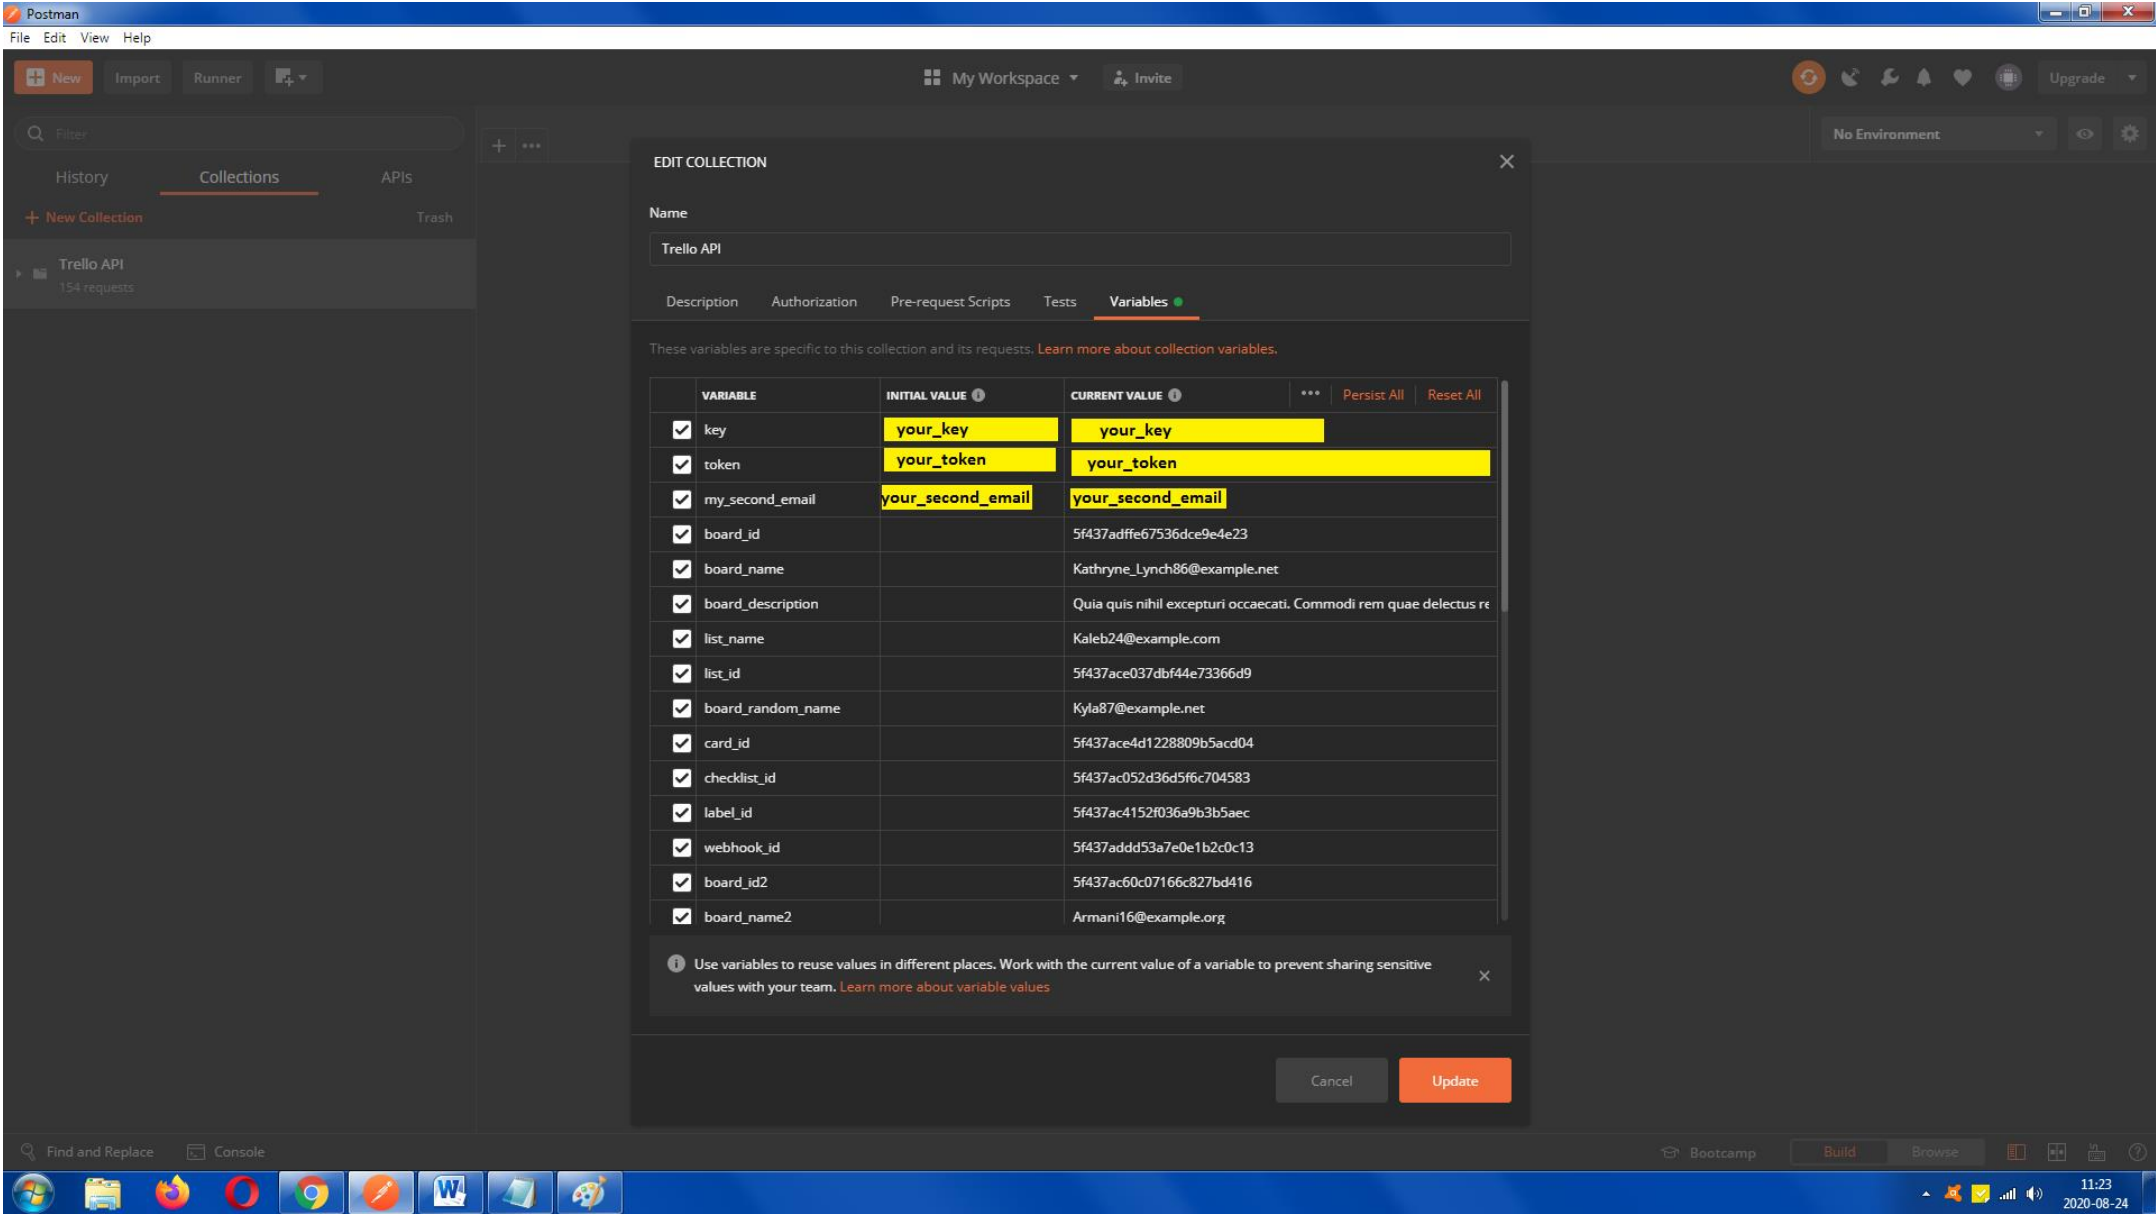 Postman
File Edit View Help
New Import Runner My Workspace Invite Upgrade
Filter No Environment
History Collections APIs
+ New Collection Trash
Trello API
154 requests
EDIT COLLECTION
Name
Trello API
Description Authorization Pre-request Scripts Tests Variables
These variables are specific to this collection and its requests. Learn more about collection variables.
VARIABLE INITIAL VALUE CURRENT VALUE ••• Persist All Reset All
key your_key your_key
token your_token your_token
my_second_email your_second_email your_second_email
board_id 5f437adffe67536dce9e4e23
board_name Kathryne_Lynch86@example.net
board_description Quia quis nihil excepturi occaecati. Commodi rem quae delectus re
list_name Kaleb24@example.com
list_id 5f437ace037dbf44e73366d9
board_random_name Kyla87@example.net
card_id 5f437ace4d1228809b5acd04
checklist_id 5f437ac052d36d5f6c704583
label_id 5f437ac4152f036a9b3b5aec
webhook_id 5f437addd53a7e0e1b2c0c13
board_id2 5f437ac60c07166c827bd416
board_name2 Armani16@example.org
Use variables to reuse values in different places. Work with the current value of a variable to prevent sharing sensitive
values with your team. Learn more about variable values
Cancel Update
Find and Replace Console Bootcamp Build Browse
11:23
2020-08-24